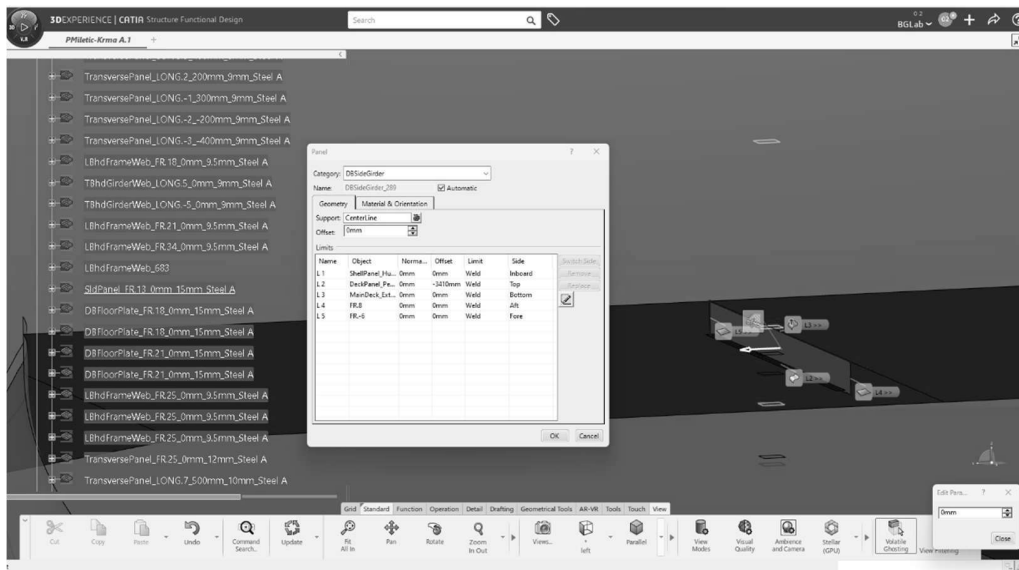 3DEXPERIENCE | CATIA Structure Functional Design
Search
BGLab
V.R
PMiletic-Krma A.1
TransversePanel_LONG.2_200mm_9mm_Steel A
TransversePanel_LONG.-1_300mm_9mm_Steel A
TransversePanel_LONG.-2_-200mm_9mm_Steel A
TransversePanel_LONG.-3_-400mm_9mm_Steel A
LBhdFrameWeb_FR.18_0mm_9.5mm_Steel A
TBhdGirderWeb_LONG.5_0mm_9mm_Steel A
TBhdGirderWeb_LONG.-5_0mm_9mm_Steel A
LBhdFrameWeb_FR.21_0mm_9.5mm_Steel A
LBhdFrameWeb_FR.34_0mm_9.5mm_Steel A
LBhdFrameWeb_683
SldPanel_FR.13_0mm_15mm_Steel A
DBFloorPlate_FR.18_0mm_15mm_Steel A
DBFloorPlate_FR.18_0mm_15mm_Steel A
DBFloorPlate_FR.21_0mm_15mm_Steel A
DBFloorPlate_FR.21_0mm_15mm_Steel A
LBhdFrameWeb_FR.25_0mm_9.5mm_Steel A
LBhdFrameWeb_FR.25_0mm_9.5mm_Steel A
LBhdFrameWeb_FR.25_0mm_9.5mm_Steel A
TransversePanel_FR.25_0mm_12mm_Steel A
TransversePanel_LONG.7_500mm_10mm_Steel A
Panel
Category: DBSideGirder
Name: DBSideGirder_280 Automatic
Geometry Material & Orientation
Support: CenterLine
Offset: 0mm
Limits
Name Object Norma... Offset Limit Side
L 1 ShellPanel_Hu... 0mm 0mm Weld Inboard
L 2 DeckPanel_Pe... 0mm -3410mm Weld Top
L 3 MainDeck_Ext... 0mm 0mm Weld Bottom
L 4 FR.8 0mm 0mm Weld Aft
L 5 FR.-6 0mm 0mm Weld Fore
Switch Side
Remove
Replace
OK Cancel
L5 >>
L3 >>
L2 >>
L4 >>
Edit Para... ? ×
0mm
Close
Grid Standard Function Operation Detail Drafting Geometrical Tools AR-VR Tools Touch View
Cut Copy Paste Undo Command Search... Update Fit All In Pan Rotate Zoom In Out Views... left Parallel View Modes Visual Quality Ambience and Camera Stellar (GPU) Volatile Ghosting View Filtering